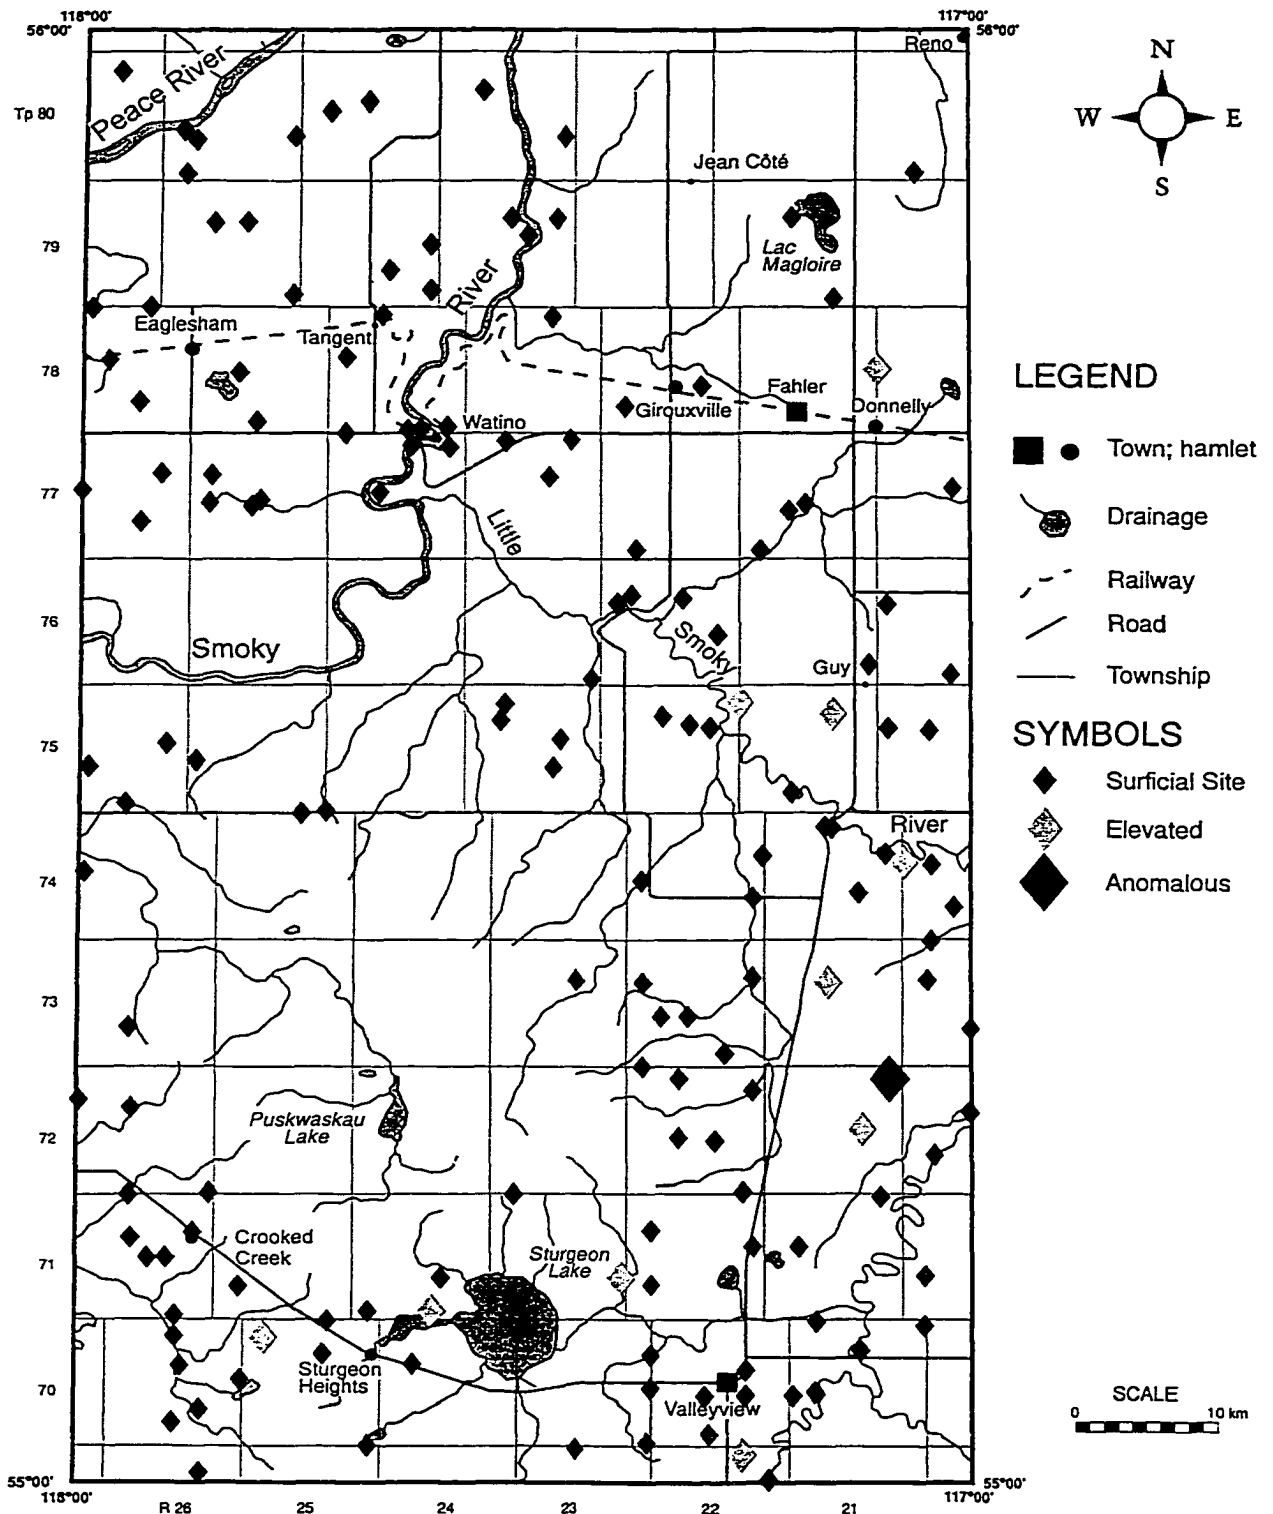 118°00'
117°00'
56°00'
56°00'
Reno
N
W
E
S
Peace River
Tp 80
Jean Côté
79
Lac
Magloire
River
Eaglesham
Tangent
78
Fahler
Girouxville
Donnelly
Watino
77
Little
76
Smoky
Smoky
Guy
75
River
74
73
Puskwaskau
Lake
72
Crooked
Creek
Sturgeon
Lake
71
Sturgeon
Heights
70
Valleyview
55°00'
55°00'
118°00'
117°00'
R 26
25
24
23
22
21
LEGEND
Town; hamlet
Drainage
Railway
Road
Township
SYMBOLS
Surficial Site
Elevated
Anomalous
SCALE
0
10 km